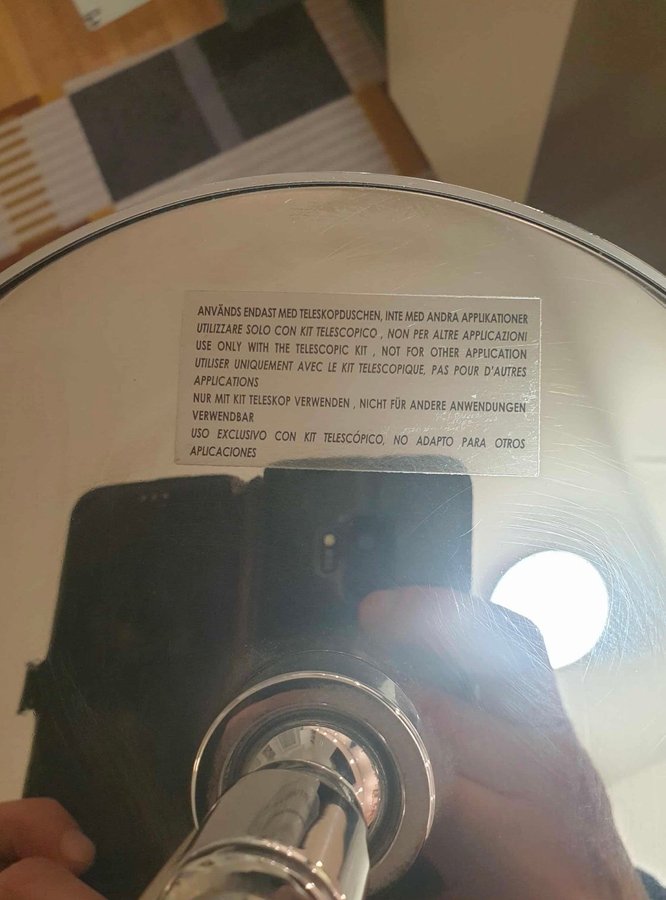 ANVÄNDS ENDAST MED TELESKOPDUSCHEN, INTE MED ANDRA APPLIKATIONER
UTILIZZARE SOLO CON KIT TELESCOPICO , NON PER ALTRE APPLICAZIONI
USE ONLY WITH THE TELESCOPIC KIT , NOT FOR OTHER APPLICATION
UTILISER UNIQUEMENT AVEC LE KIT TELESCOPIQUE, PAS POUR D'AUTRES
APPLICATIONS
NUR MIT KIT TELESKOP VERWENDEN , NICHT FÜR ANDERE ANWENDUNGEN
VERWENDBAR
USO EXCLUSIVO CON KIT TELESCÓPICO, NO ADAPTO PARA OTROS
APLICACIONES